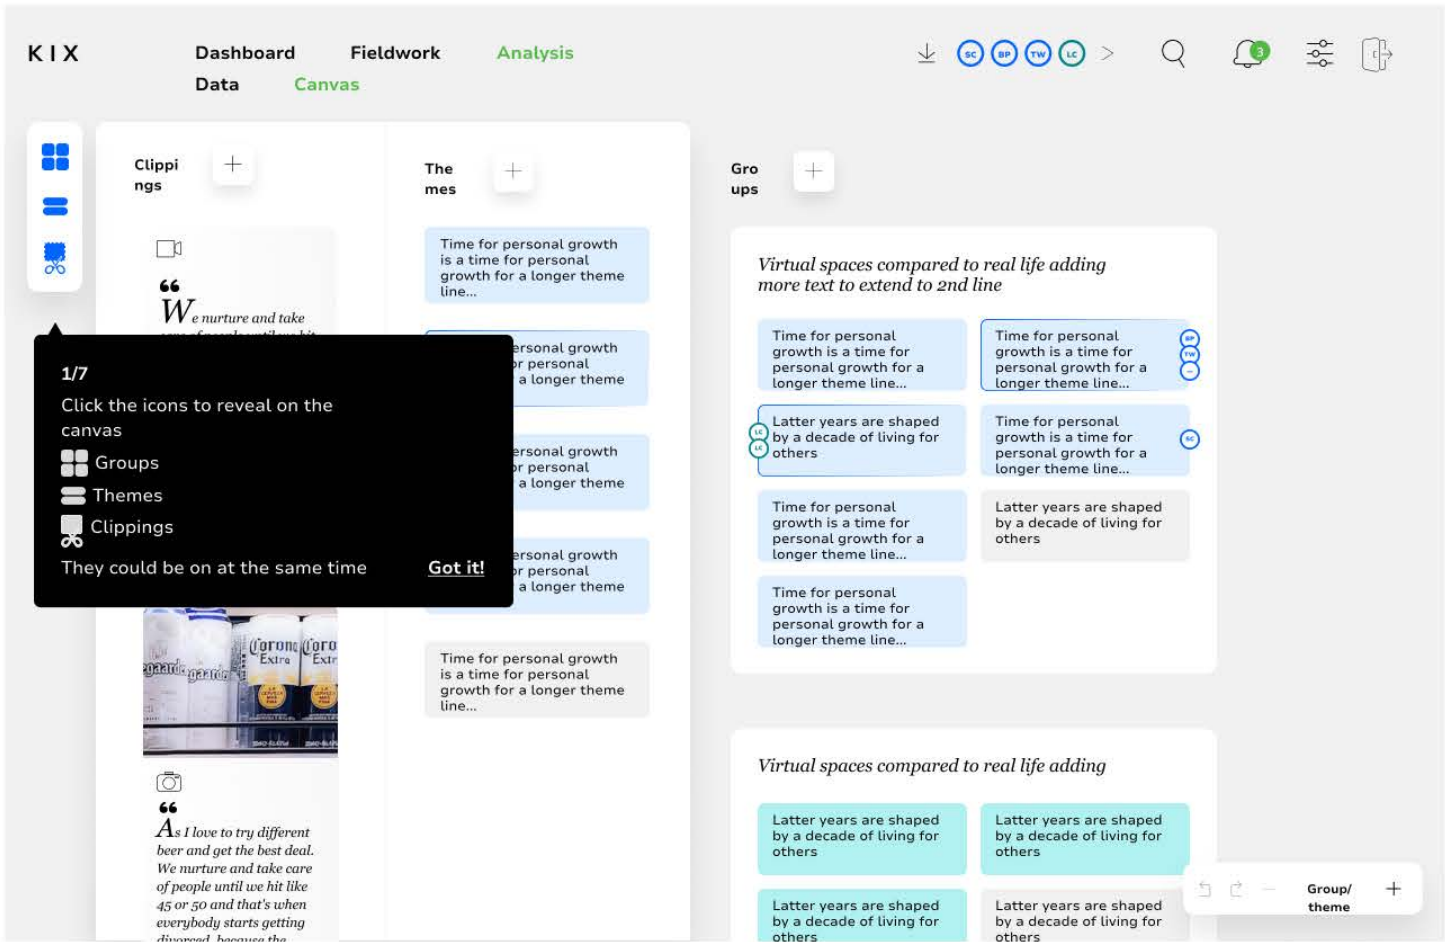 KIX
Dashboard
Fieldwork
Analysis
SC
BP
TW
LC
3
Data
Canvas
Clippi
ngs
The
mes
Gro
ups
We nurture and take
1/7
Click the icons to reveal on the
canvas
Groups
Themes
Clippings
They could be on at the same time
Got it!
Corona
Extra
As I love to try different
beer and get the best deal.
We nurture and take care
of people until we hit like
45 or 50 and that's when
everybody starts getting
divorced, because the
Time for personal growth
is a time for personal
growth for a longer theme
line...
ersonal growth
or personal
a longer theme
ersonal growth
or personal
a longer theme
ersonal growth
or personal
a longer theme
Time for personal growth
is a time for personal
growth for a longer theme
line...
Virtual spaces compared to real life adding
more text to extend to 2nd line
Time for personal
growth is a time for
personal growth for a
longer theme line...
Time for personal
growth is a time for
personal growth for a
longer theme line...
BP
TW
...
LC
LC
Latter years are shaped
by a decade of living for
others
Time for personal
growth is a time for
personal growth for a
longer theme line...
SC
Time for personal
growth is a time for
personal growth for a
longer theme line...
Latter years are shaped
by a decade of living for
others
Time for personal
growth is a time for
personal growth for a
longer theme line...
Virtual spaces compared to real life adding
Latter years are shaped
by a decade of living for
others
Latter years are shaped
by a decade of living for
others
Latter years are shaped
by a decade of living for
others
Latter years are shaped
by a decade of living for
others
Group/
theme